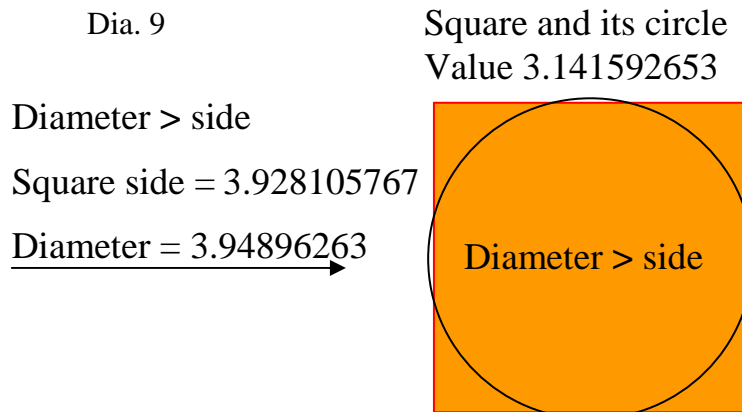 Dia. 9
Square and its circle
Value 3.141592653
Diameter > side
Square side = 3.928105767
Diameter = 3.94896263
Diameter > side